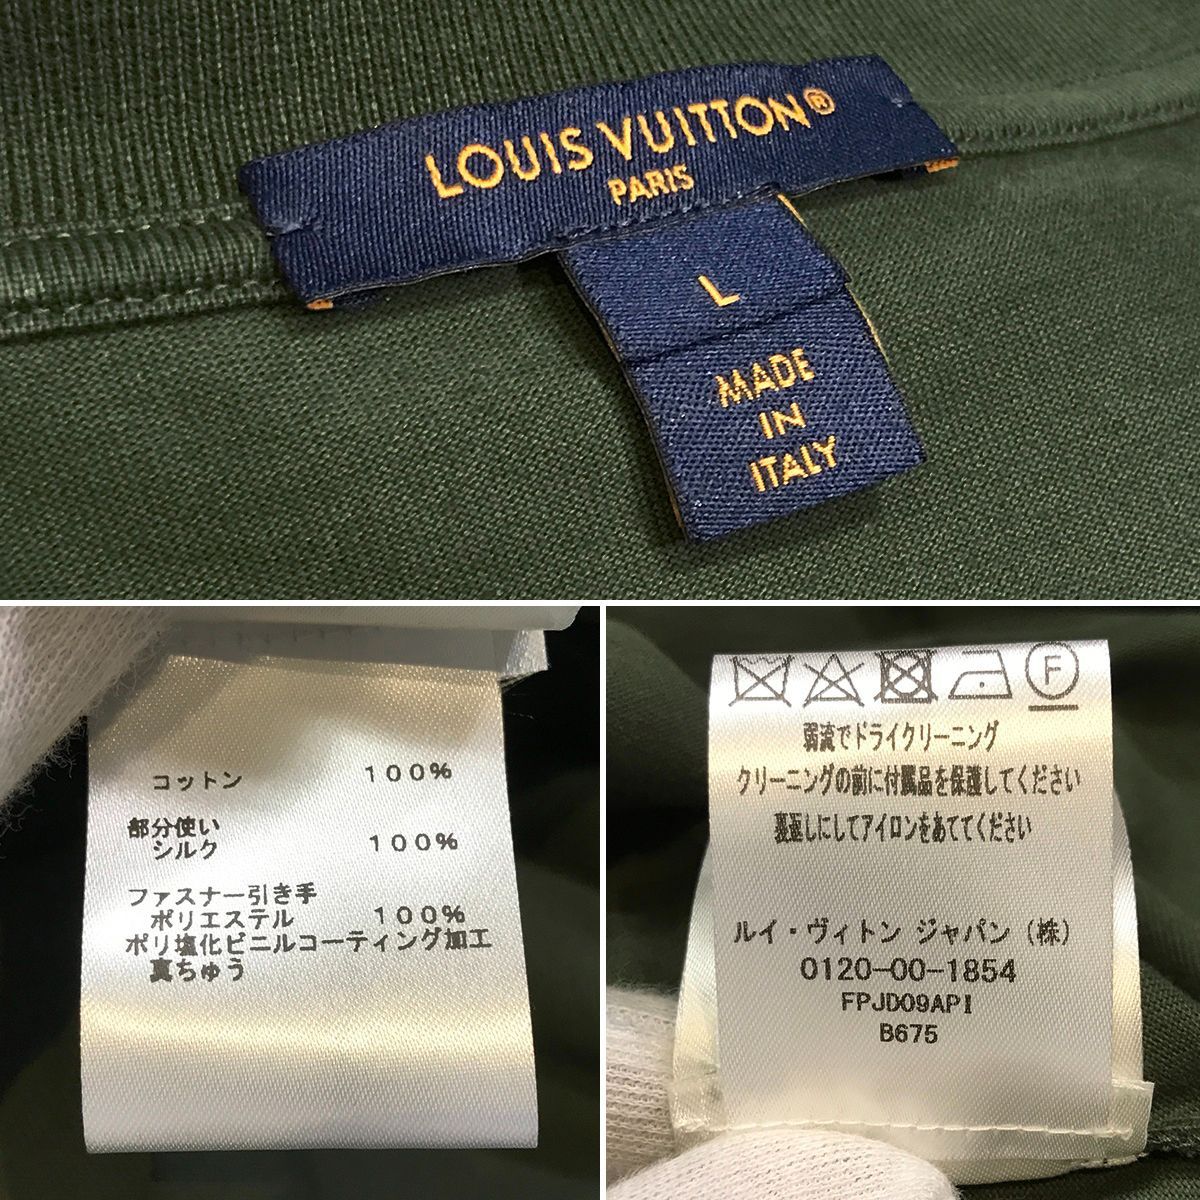 LOUIS VUITTON®
PARIS
L
MADE
IN
ITALY
コットン 100%
部分使い
シルク 100%
ファスナー引き手
ポリエステル 100%
ポリ塩化ビニルコーティング加工
真ちゅう
F
弱流でドライクリーニング
クリーニングの前に付属品を保護してください
裏返しにしてアイロンをあててください
ルイ・ヴィトン ジャパン (株)
0120-00-1854
FPJD09API
B675